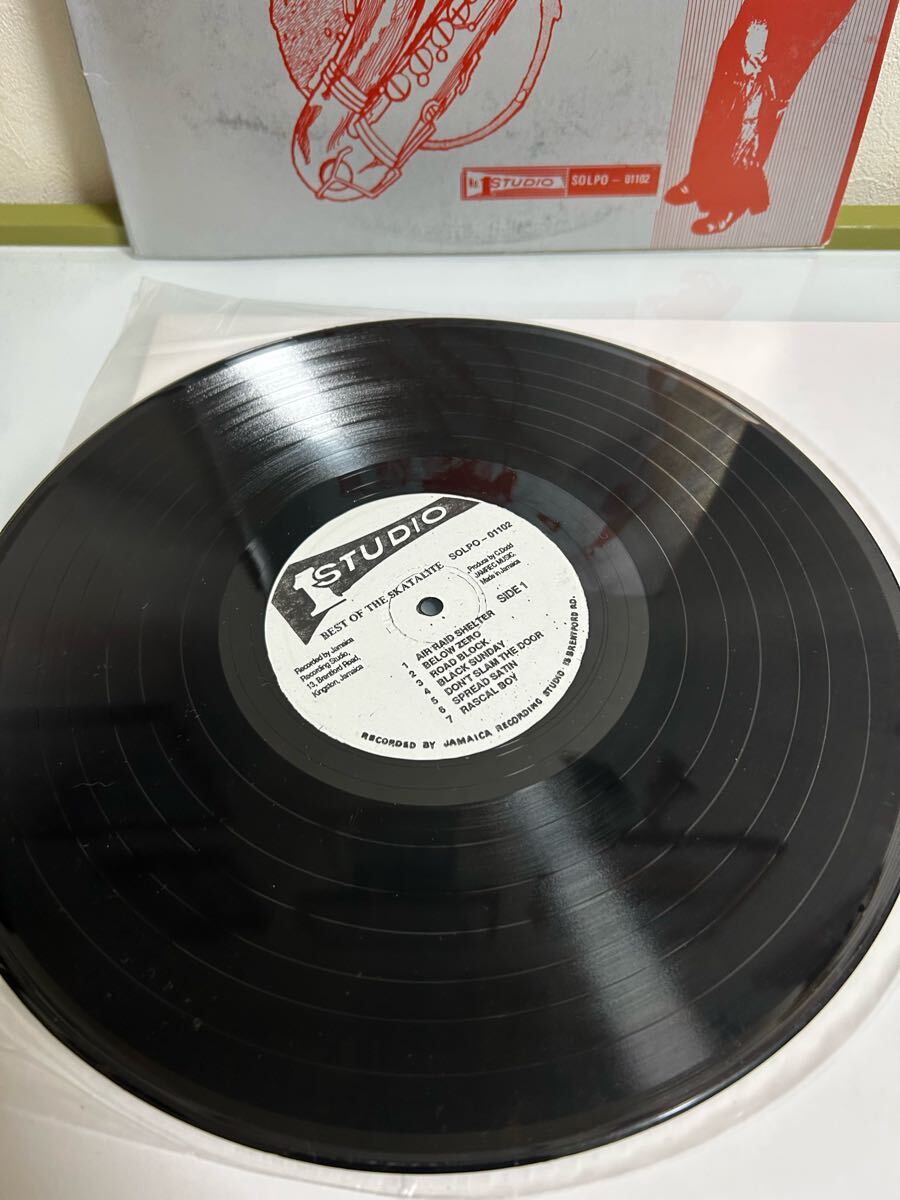 No 1 STUDIO SOLPO - 01102
1 STUDIO
BEST OF THE SKATALITE SOLPO - 01102
Recorded by Jamaica
Recording Studio,
13, Brentford Road,
Kingston, Jamaica
Produce by C.Dodd
JAMREC MUSIC.
Made in Jamaica
SIDE 1
1 AIR RAID SHELTER
2 BELOW ZERO
3 ROAD BLOCK
4 BLACK SUNDAY
5 DON'T SLAM THE DOOR
6 SPREAD SATIN
7 RASCAL BOY
RECORDED BY JAMAICA RECORDING STUDIO· 13 BRENTFORD RD.